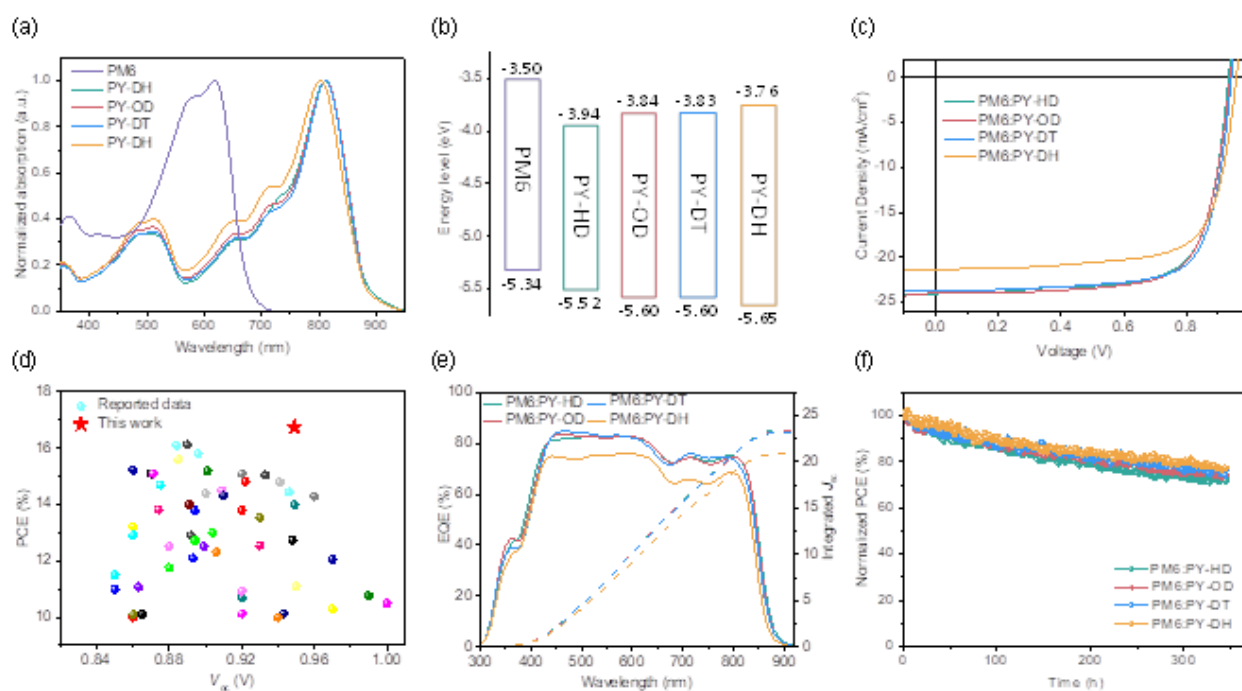 (a)
PM6
PY-DH
PY-OD
PY-DT
PY-DH
Normalized absorption (a.u.)
1.0
0.8
0.6
0.4
0.2
0.0
400 500 600 700 800 900
Wavelength (nm)
(b)
Energy level (eV)
-3.5
-4.0
-4.5
-5.0
-5.5
-3.50
PM6
-5.34
-3.94
PY-HD
-5.52
-3.84
PY-OD
-5.60
-3.83
PY-DT
-5.60
-3.76
PY-DH
-5.65
(c)
Current Density (mA/cm²)
0
-5
-10
-15
-20
-25
PM6:PY-HD
PM6:PY-OD
PM6:PY-DT
PM6:PY-DH
0.0 0.2 0.4 0.6 0.8
Voltage (V)
(d)
Reported data
This work
PCE (%)
18
16
14
12
10
0.84 0.88 0.92 0.96 1.00
Voc (V)
(e)
PM6:PY-HD PM6:PY-DT
PM6:PY-OD PM6:PY-DH
EQE (%)
100
80
60
40
20
0
Integrated Jsc
25
20
15
10
5
0
300 400 500 600 700 800 900
Wavelength (nm)
(f)
Normalized PCE (%)
100
80
60
40
20
0
PM6:PY-HD
PM6:PY-OD
PM6:PY-DT
PM6:PY-DH
0 100 200 300
Time (h)